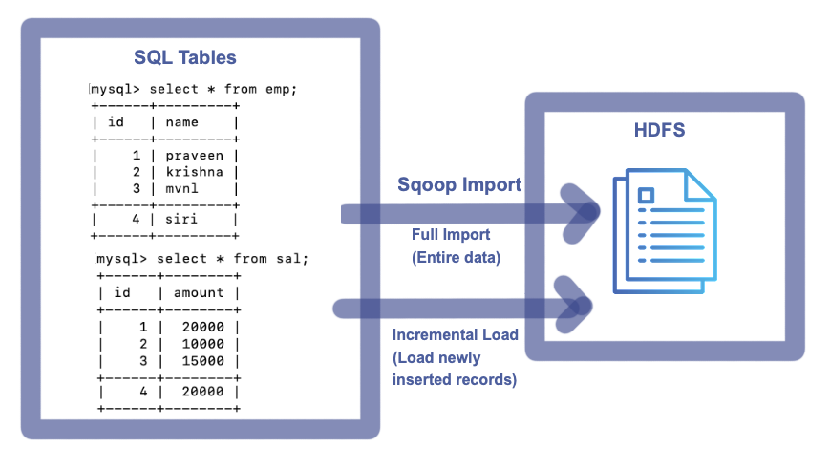 SQL Tables
mysql> select * from emp;
+------+---------+
| id | name |
+------+---------+
| 1 | praveen |
| 2 | krishna |
| 3 | mvnl |
+------+---------+
| 4 | siri |
+------+---------+
mysql> select * from sal;
+------+--------+
| id | amount |
+------+--------+
| 1 | 20000 |
| 2 | 10000 |
| 3 | 15000 |
+------+--------+
| 4 | 20000 |
+------+--------+
Sqoop Import
Full Import
(Entire data)
Incremental Load
(Load newly
inserted records)
HDFS